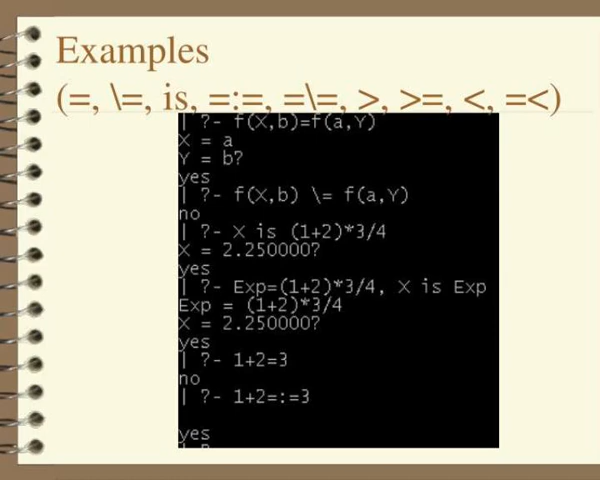 Examples
(=, \=, is, =:=, =\=, >, >=, <, =<)
| ?- f(X,b)=f(a,Y)
X = a
Y = b?
yes
| ?- f(X,b) \= f(a,Y)
no
| ?- X is (1+2)*3/4
X = 2.250000?
yes
| ?- Exp=(1+2)*3/4, X is Exp
Exp = (1+2)*3/4
X = 2.250000?
yes
| ?- 1+2=3
no
| ?- 1+2=:=3
yes